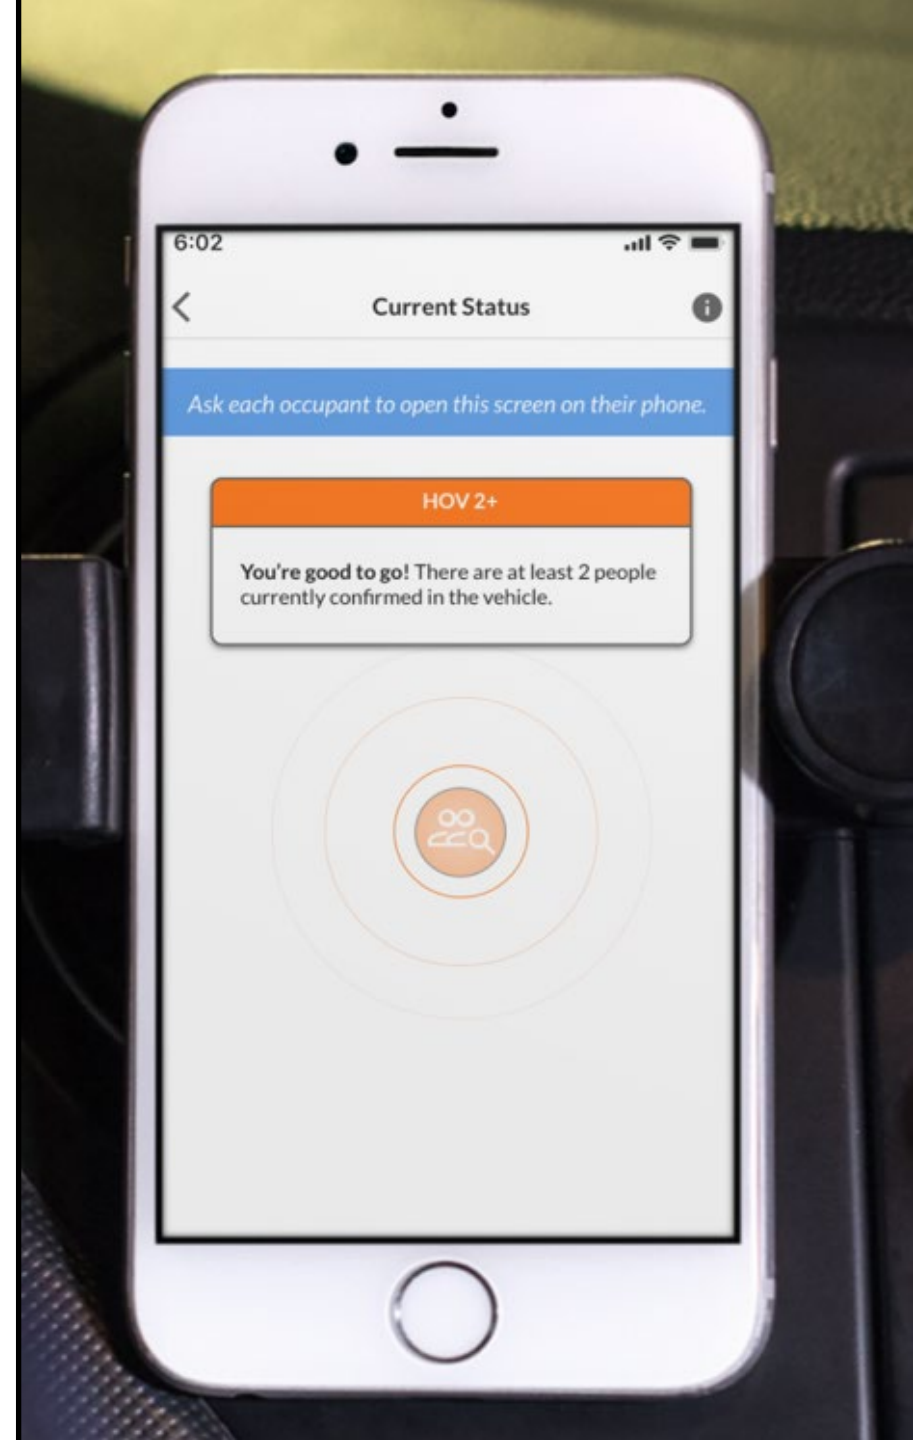 6:02
Current Status
Ask each occupant to open this screen on their phone.
HOV 2+
You're good to go! There are at least 2 people
currently confirmed in the vehicle.